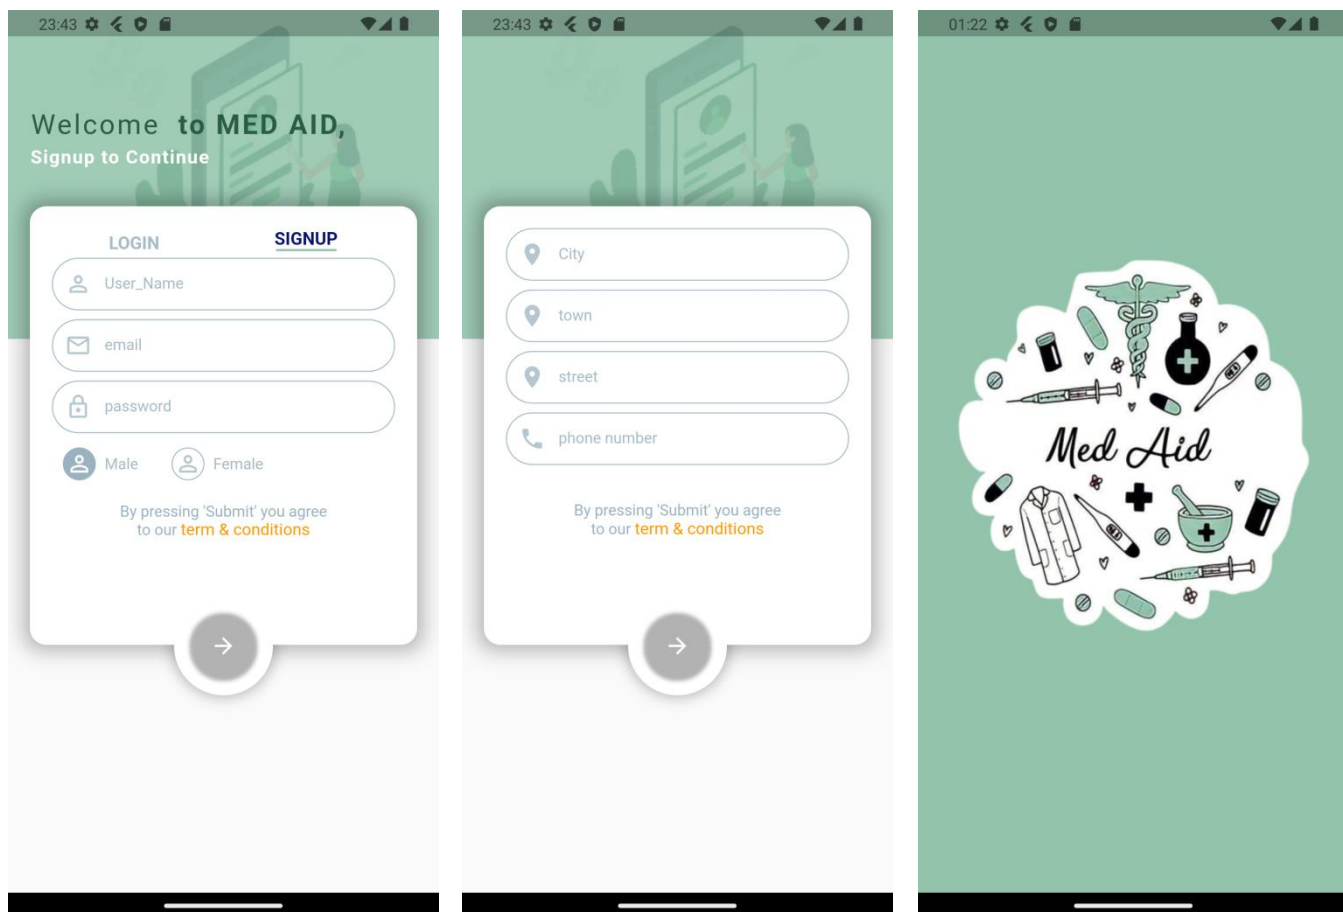 23:43
Welcome to MED AID,
Signup to Continue
LOGIN
SIGNUP
User_Name
email
password
Male
Female
By pressing 'Submit' you agree
to our term & conditions
23:43
City
town
street
phone number
By pressing 'Submit' you agree
to our term & conditions
01:22
Med Aid